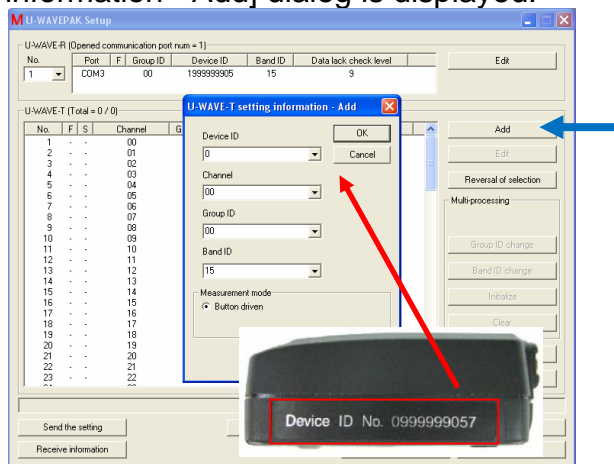 information - Add] dialog is displayed.
M U-WAVEPAK Setup
U-WAVE-R (Opened communication port num = 1)
No. Port F Group ID Device ID Band ID Data lack check level
1 COM3 00 1999999905 15 9
Edit
U-WAVE-T (Total = 0 / 0)
No. F S Channel G
1 - - 00
2 - - 01
3 - - 02
4 - - 03
5 - - 04
6 - - 05
7 - - 06
8 - - 07
9 - - 08
10 - - 09
11 - - 10
12 - - 11
13 - - 12
14 - - 13
15 - - 14
16 - - 15
17 - - 16
18 - - 17
19 - - 18
20 - - 19
21 - - 20
22 - - 21
23 - - 22
U-WAVE-T setting information - Add
Device ID
0
Channel
00
Group ID
00
Band ID
15
Measurement mode
Button driven
OK
Cancel
Add
Edit
Reversal of selection
Multi-processing
Group ID change
Band ID change
Initialize
Clear
Device ID No. 0999999057
Send the setting
Receive information